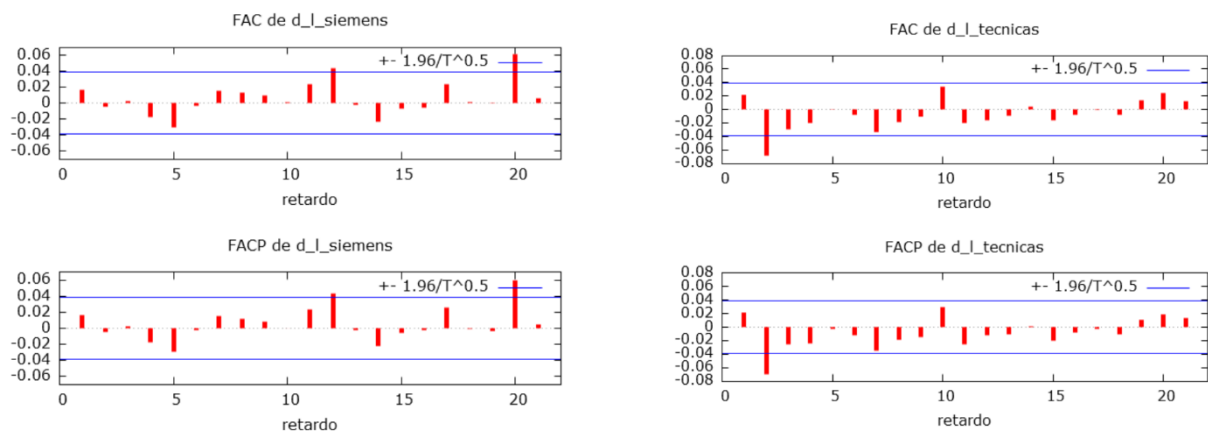 FAC de d_l_siemens
+- 1.96/T^0.5
0.06
0.04
0.02
0
-0.02
-0.04
-0.06
0 5 10 15 20
retardo
FACP de d_l_siemens
+- 1.96/T^0.5
0.06
0.04
0.02
0
-0.02
-0.04
-0.06
0 5 10 15 20
retardo
FAC de d_l_tecnicas
+- 1.96/T^0.5
0.08
0.06
0.04
0.02
0
-0.02
-0.04
-0.06
-0.08
0 5 10 15 20
retardo
FACP de d_l_tecnicas
+- 1.96/T^0.5
0.08
0.06
0.04
0.02
0
-0.02
-0.04
-0.06
-0.08
0 5 10 15 20
retardo